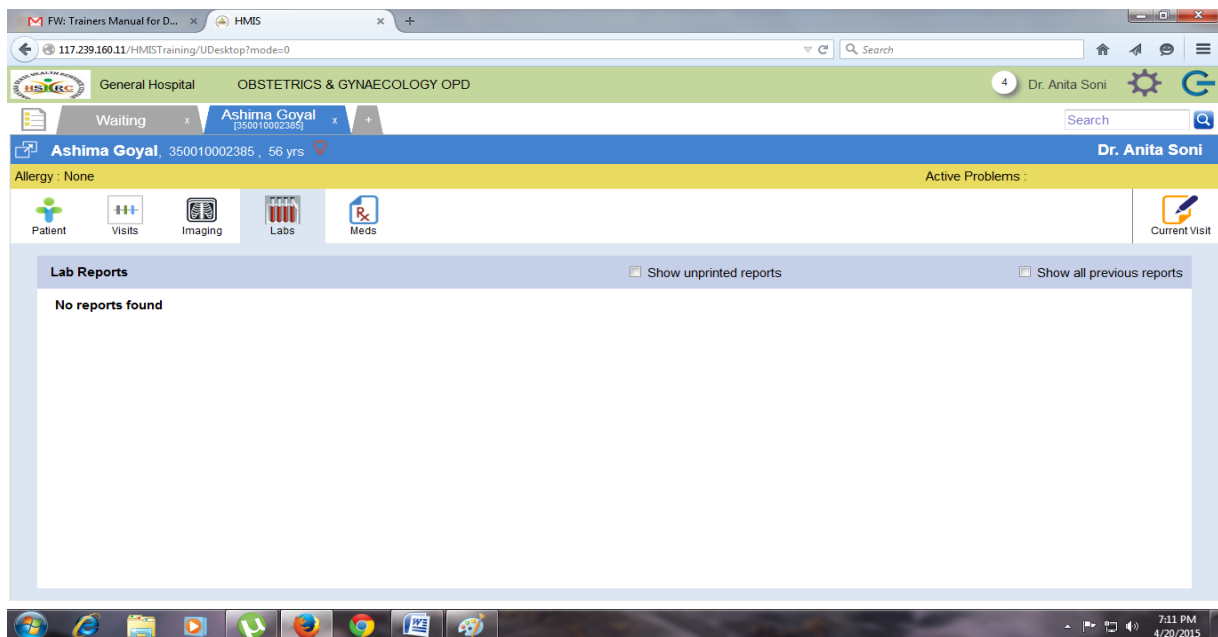 FW: Trainers Manual for D... × HMIS × +
117.239.160.11/HMISTraining/UDesktop?mode=0 Search
HSHRC General Hospital OBSTETRICS & GYNAECOLOGY OPD 4 Dr. Anita Soni
Waiting x Ashima Goyal x + Search
[350010002385]
Ashima Goyal, 350010002385 , 56 yrs Dr. Anita Soni
Allergy : None Active Problems :
Patient Visits Imaging Labs Meds Current Visit
Lab Reports Show unprinted reports Show all previous reports
No reports found
7:11 PM
4/20/2015